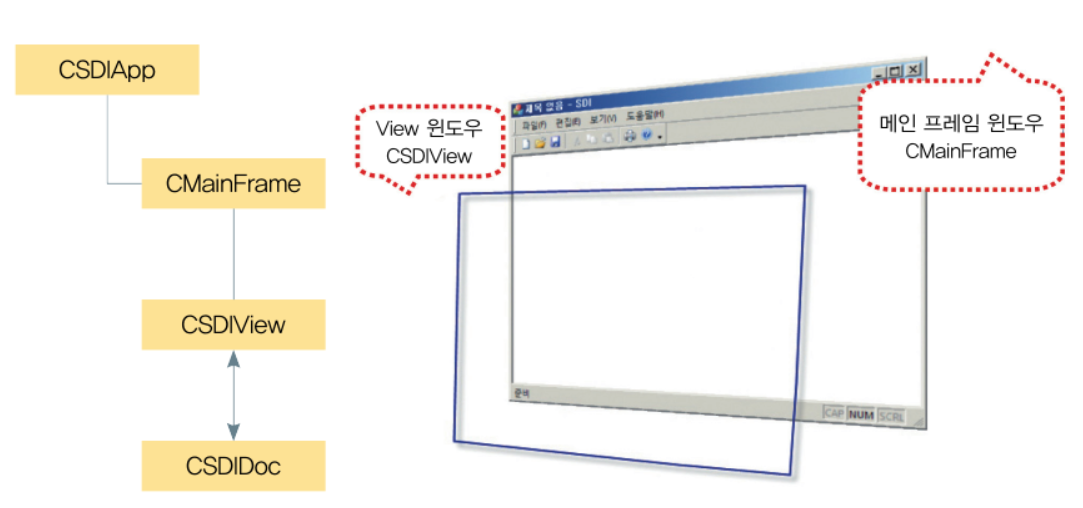 CSDIApp
CMainFrame
CSDIView
CSDIDoc
View 윈도우
CSDIView
메인 프레임 윈도우
CMainFrame
제목 없음 - SDI
파일(F) 편집(E) 보기(V) 도움말(H)
준비
CAP NUM SCRL